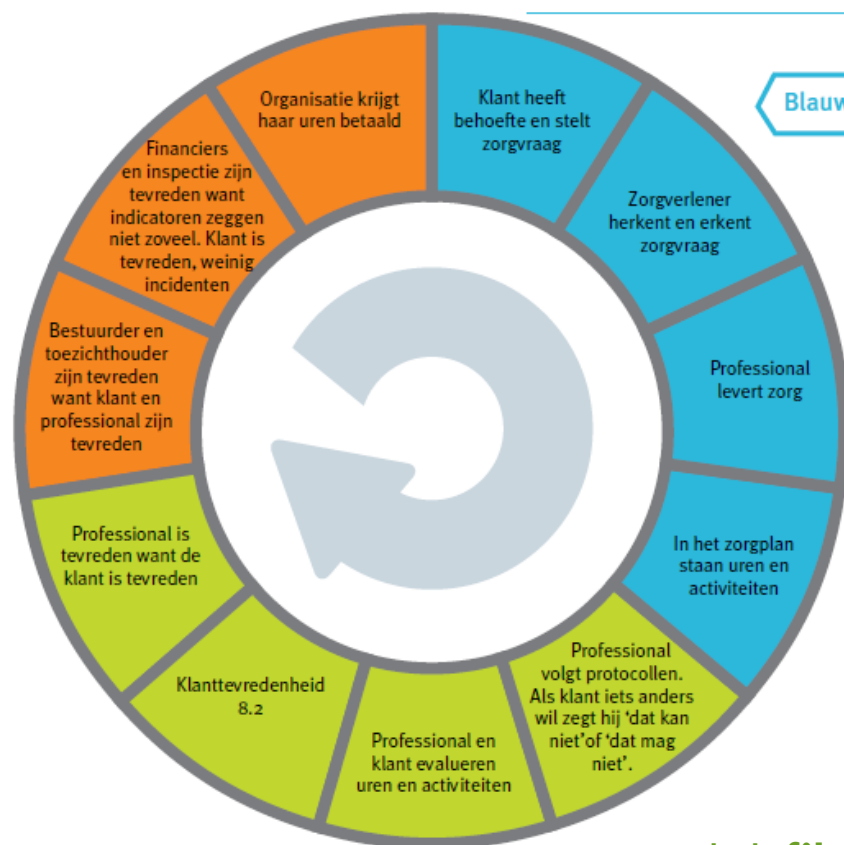 Klant heeft
behoefte en stelt
zorgvraag
Zorgverlener
herkent en erkent
zorgvraag
Professional
levert zorg
In het zorgplan
staan uren en
activiteiten
Professional
volgt protocollen.
Als klant iets anders
wil zegt hij ‘dat kan
niet’of ‘dat mag
niet’.
Professional en
klant evalueren
uren en activiteiten
Klanttevredenheid
8.2
Professional is
tevreden want de
klant is tevreden
Bestuurder en
toezichthouder
zijn tevreden
want klant en
professional zijn
tevreden
Financiers
en inspectie zijn
tevreden want
indicatoren zeggen
niet zoveel. Klant is
tevreden, weinig
incidenten
Organisatie krijgt
haar uren betaald
Blauw